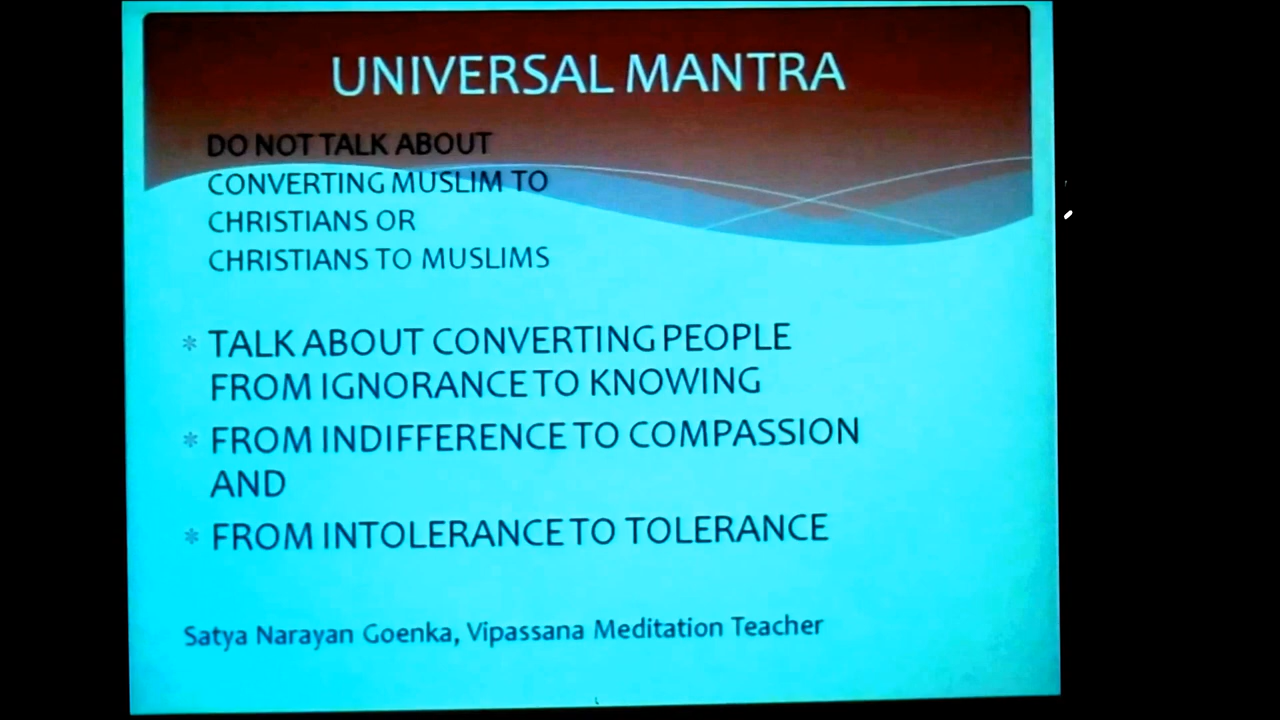 UNIVERSAL MANTRA
DO NOT TALK ABOUT
CONVERTING MUSLIM TO
CHRISTIANS OR
CHRISTIANS TO MUSLIMS
* TALK ABOUT CONVERTING PEOPLE
FROM IGNORANCE TO KNOWING
* FROM INDIFFERENCE TO COMPASSION
AND
* FROM INTOLERANCE TO TOLERANCE
Satya Narayan Goenka, Vipassana Meditation Teacher